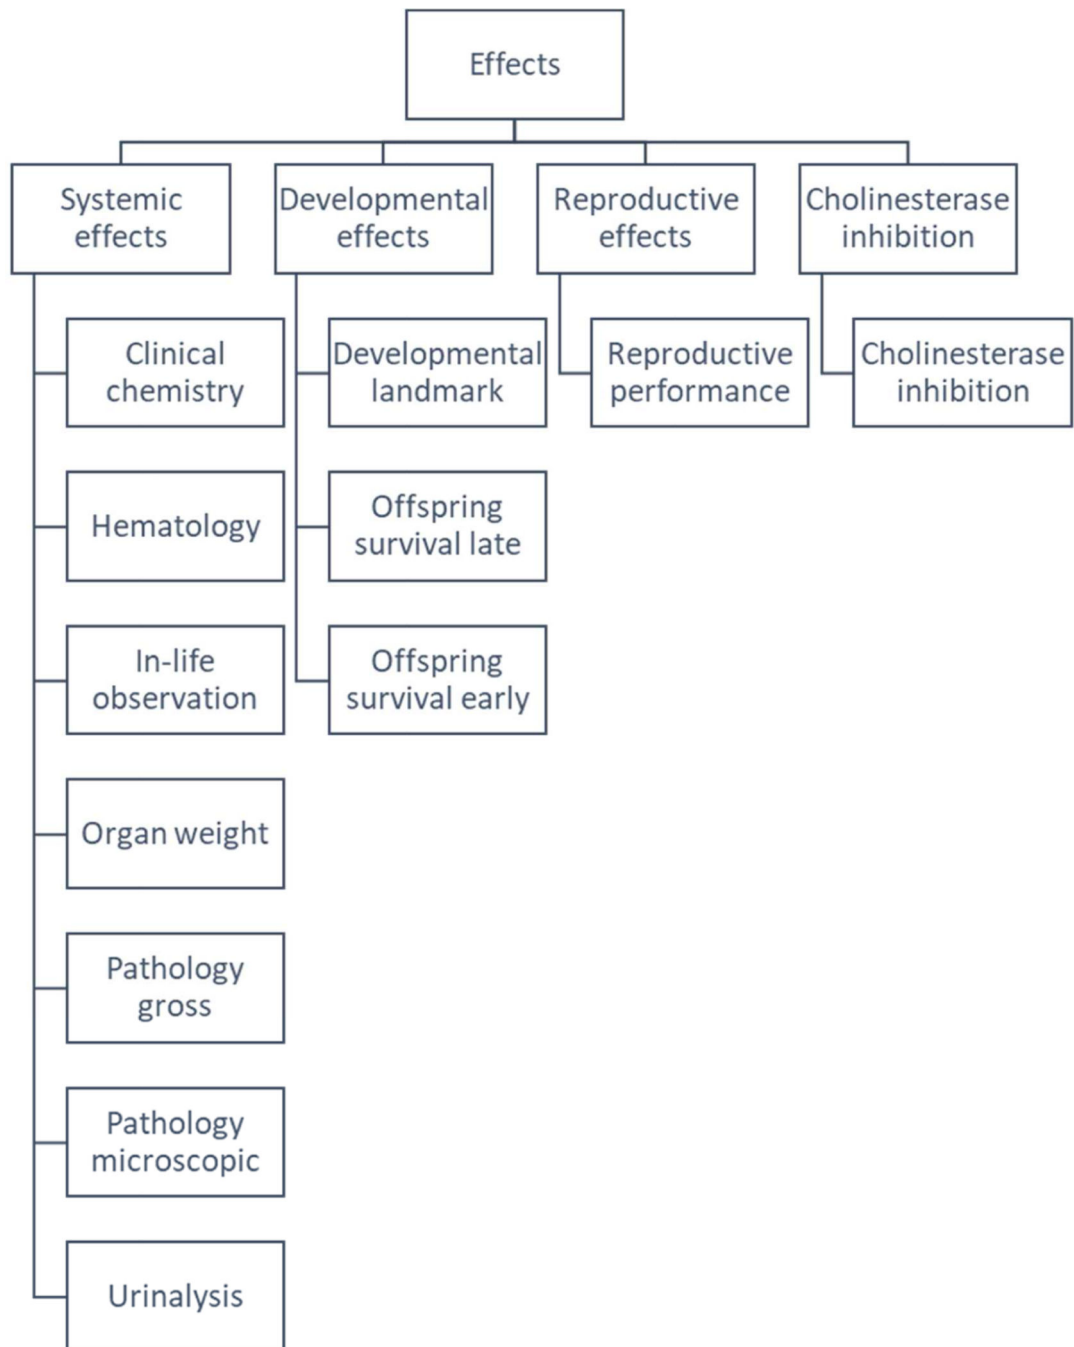 Effects
Systemic
effects
Developmental
effects
Reproductive
effects
Cholinesterase
inhibition
Clinical
chemistry
Developmental
landmark
Reproductive
performance
Cholinesterase
inhibition
Hematology
Offspring
survival late
In-life
observation
Offspring
survival early
Organ weight
Pathology
gross
Pathology
microscopic
Urinalysis